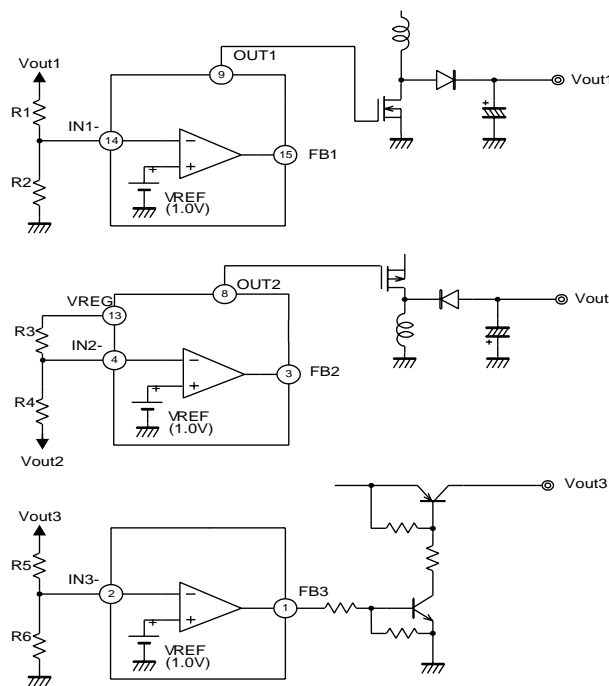 OUT1
Vout1
9
R1
IN1-
14
15
FB1
Vout1
R2
VREF
(1.0V)
OUT2
VREG
8
13
R3
IN2-
4
3
FB2
Vout
R4
VREF
(1.0V)
Vout2
Vout3
Vout3
R5
IN3-
2
1
FB3
R6
VREF
(1.0V)